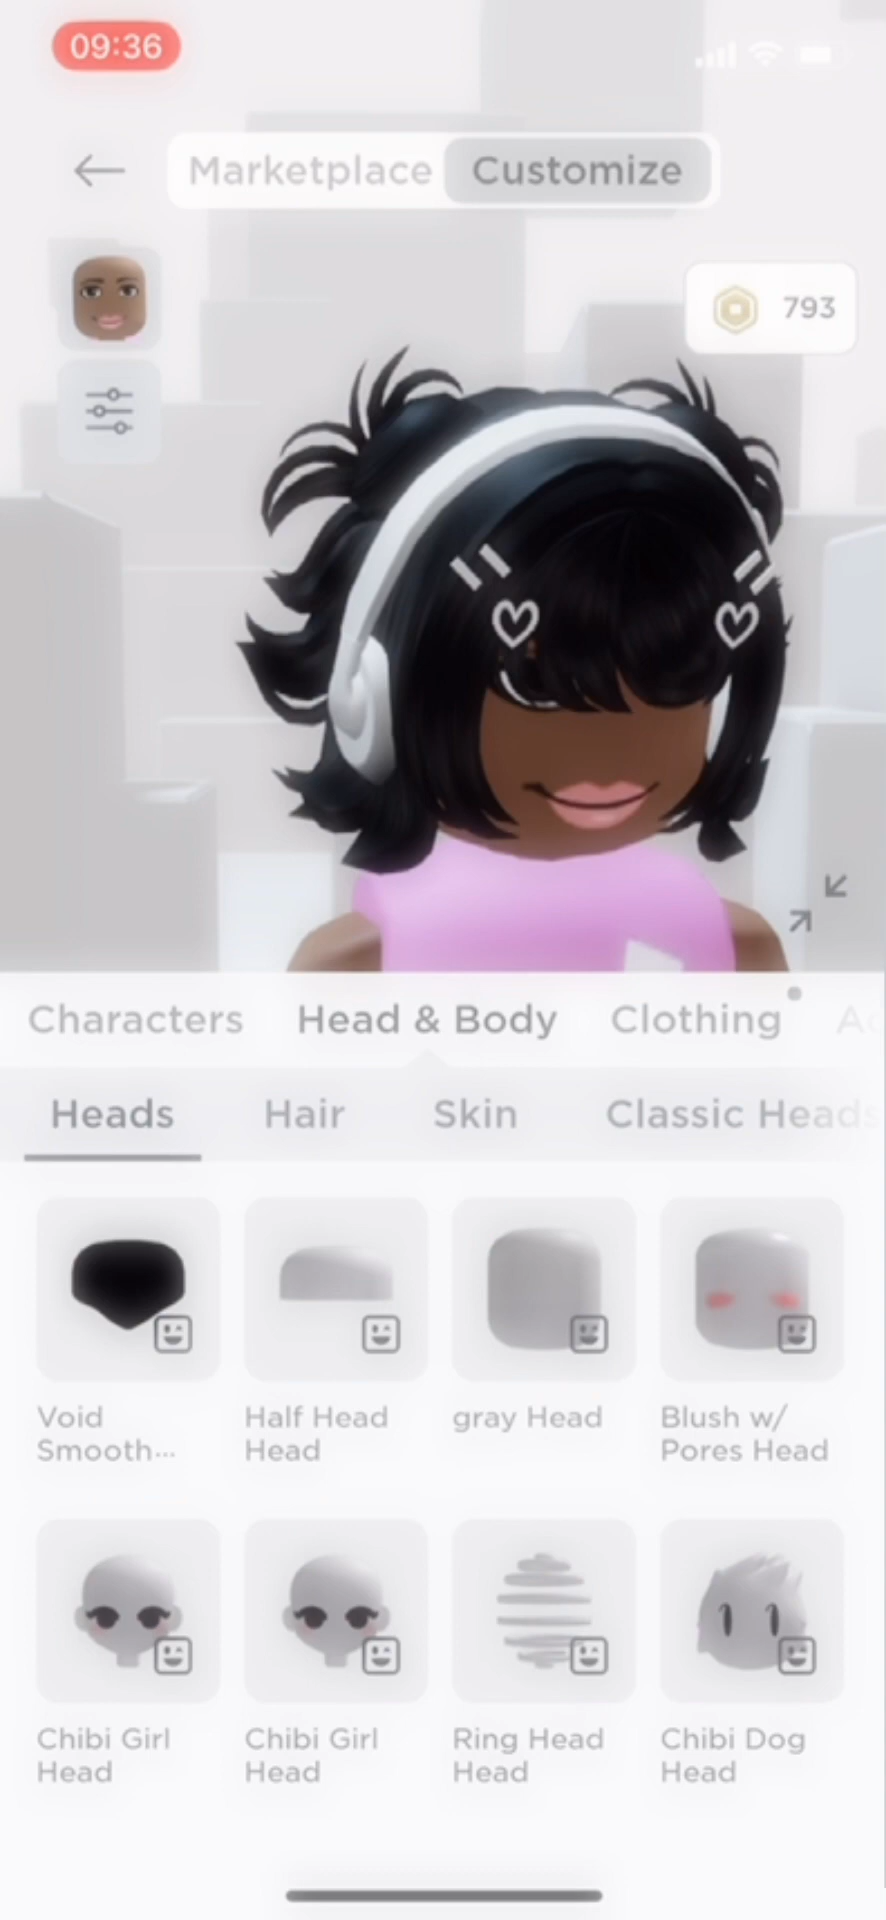 09:36
Marketplace
Customize
793
Characters
Head & Body
Clothing
Heads
Hair
Skin
Classic Heads
Void
Smooth...
Half Head
Head
gray Head
Blush w/
Pores Head
Chibi Girl
Head
Chibi Girl
Head
Ring Head
Head
Chibi Dog
Head